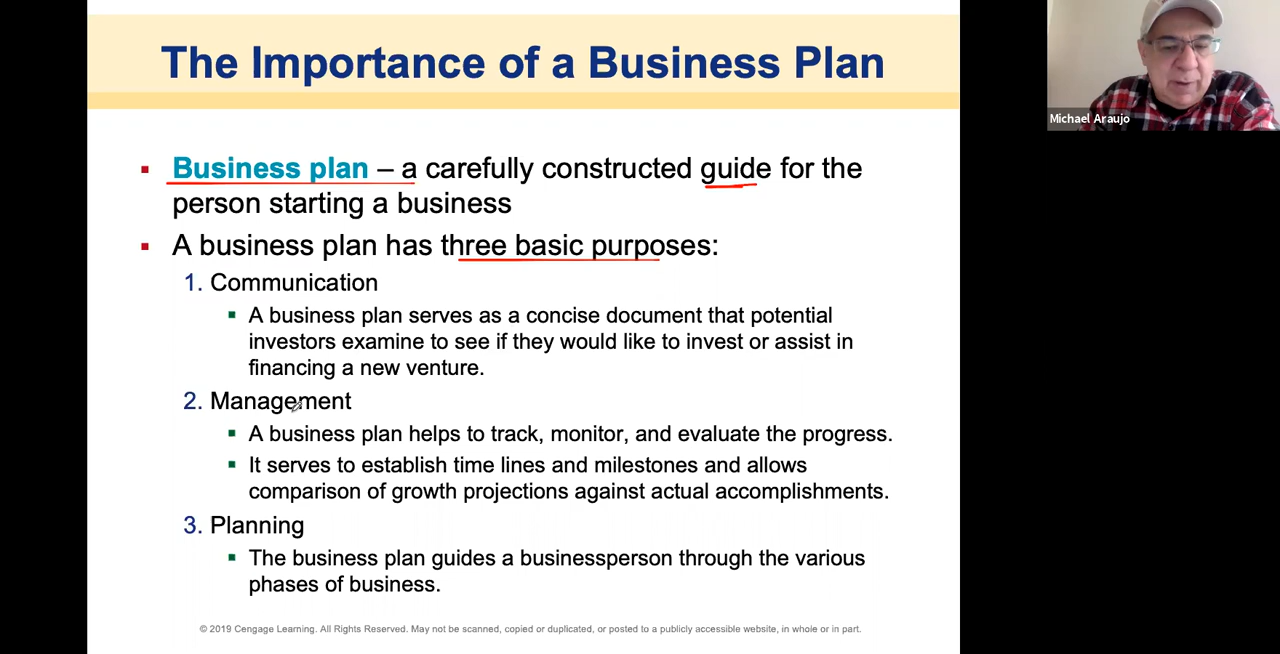 The Importance of a Business Plan
Michael Araujo
▪ Business plan – a carefully constructed guide for the
person starting a business
▪ A business plan has three basic purposes:
1. Communication
▪ A business plan serves as a concise document that potential
investors examine to see if they would like to invest or assist in
financing a new venture.
2. Management
▪ A business plan helps to track, monitor, and evaluate the progress.
▪ It serves to establish time lines and milestones and allows
comparison of growth projections against actual accomplishments.
3. Planning
▪ The business plan guides a businessperson through the various
phases of business.
© 2019 Cengage Learning. All Rights Reserved. May not be scanned, copied or duplicated, or posted to a publicly accessible website, in whole or in part.